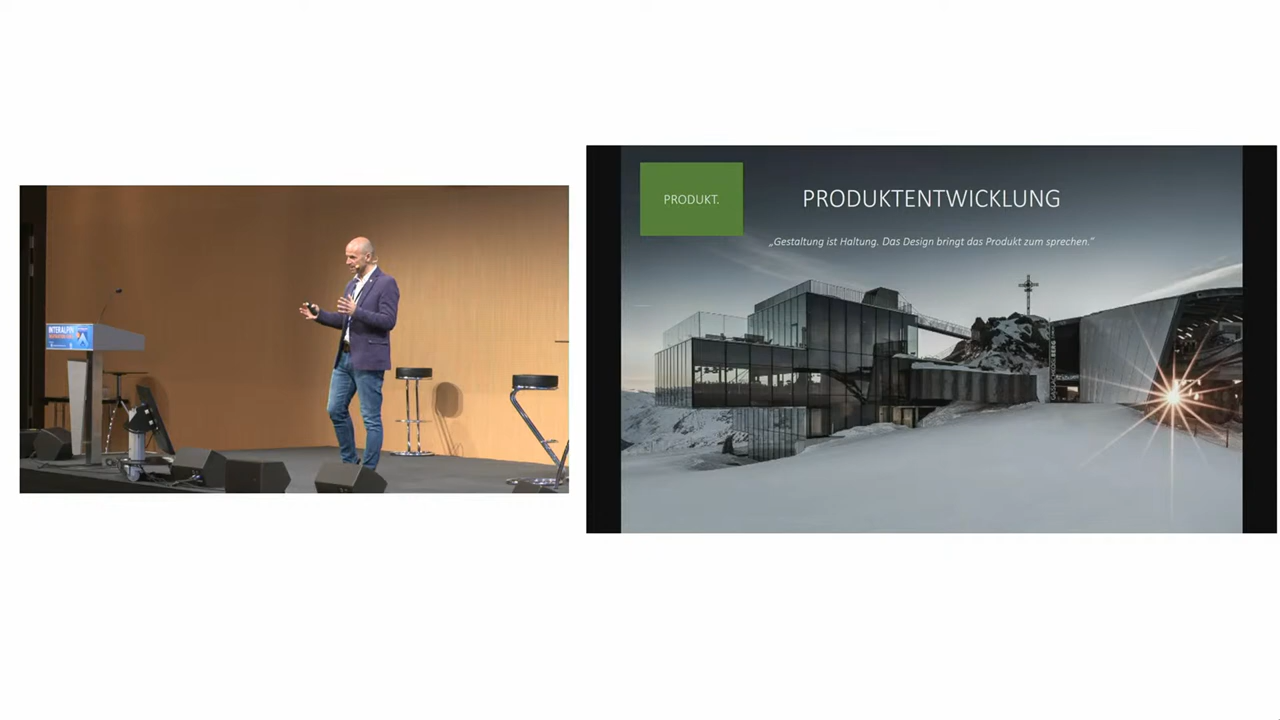 INTERALPIN
PRODUKT.
PRODUKTENTWICKLUNG
„Gestaltung ist Haltung. Das Design bringt das Produkt zum sprechen.“